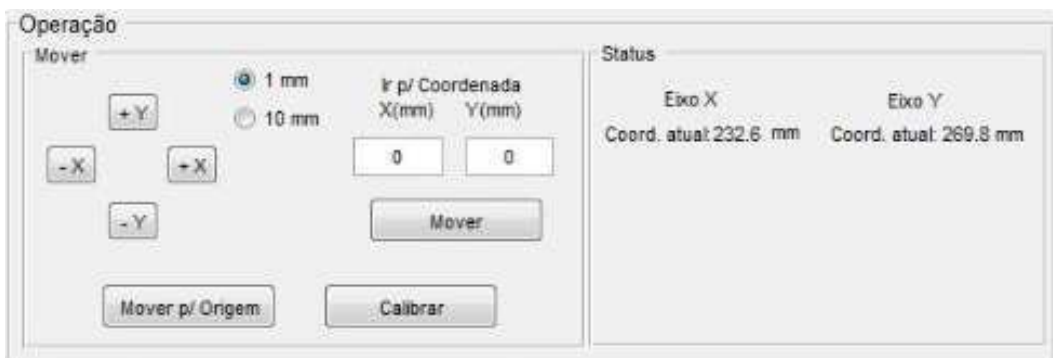 Operação
Mover
1 mm
10 mm
+ Y
- X
+ X
- Y
Ir p/ Coordenada
X(mm) Y(mm)
0 0
Mover
Mover p/ Origem
Calibrar
Status
Eixo X Eixo Y
Coord. atual: 232.6 mm Coord. atual: 269.8 mm